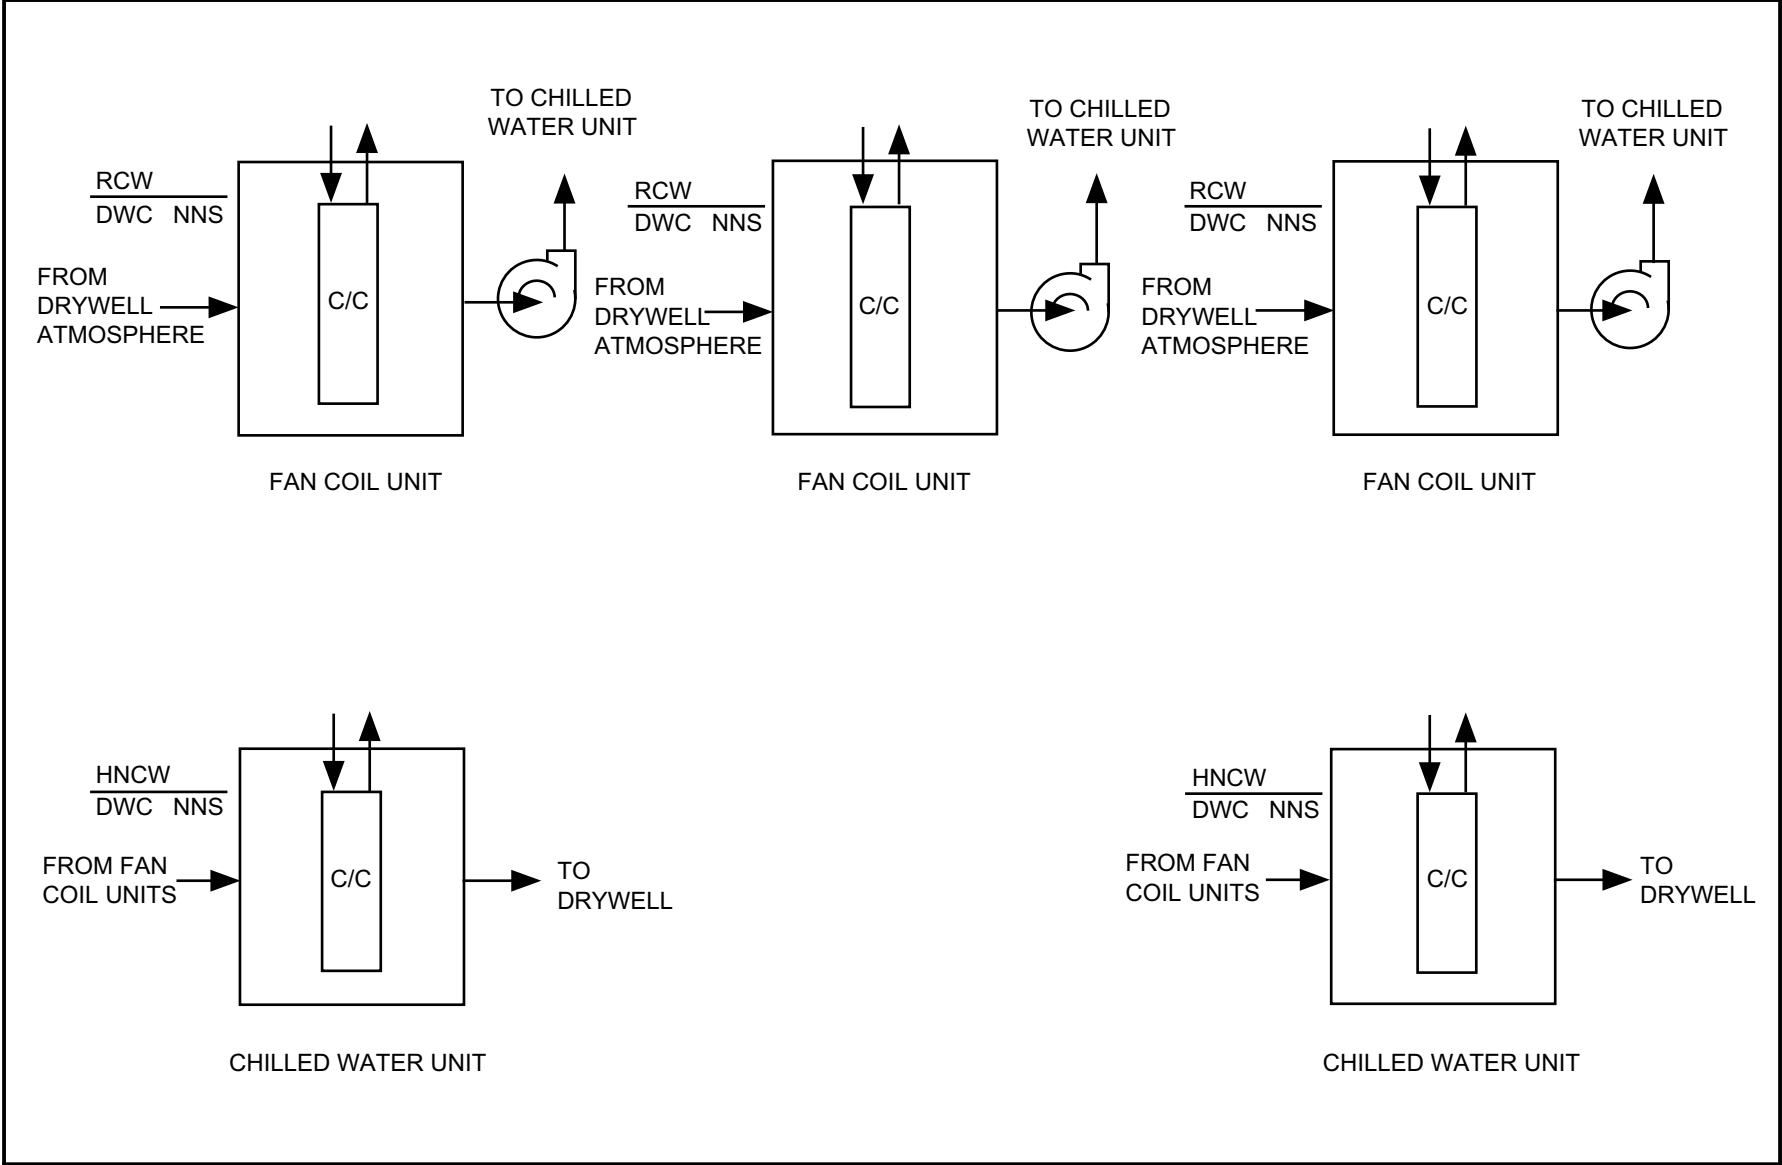 TO CHILLED
WATER UNIT
RCW
DWC NNS
FROM
DRYWELL
ATMOSPHERE
C/C
FAN COIL UNIT
TO CHILLED
WATER UNIT
RCW
DWC NNS
FROM
DRYWELL
ATMOSPHERE
C/C
FAN COIL UNIT
TO CHILLED
WATER UNIT
RCW
DWC NNS
FROM
DRYWELL
ATMOSPHERE
C/C
FAN COIL UNIT
HNCW
DWC NNS
FROM FAN
COIL UNITS
C/C
TO
DRYWELL
CHILLED WATER UNIT
HNCW
DWC NNS
FROM FAN
COIL UNITS
C/C
TO
DRYWELL
CHILLED WATER UNIT